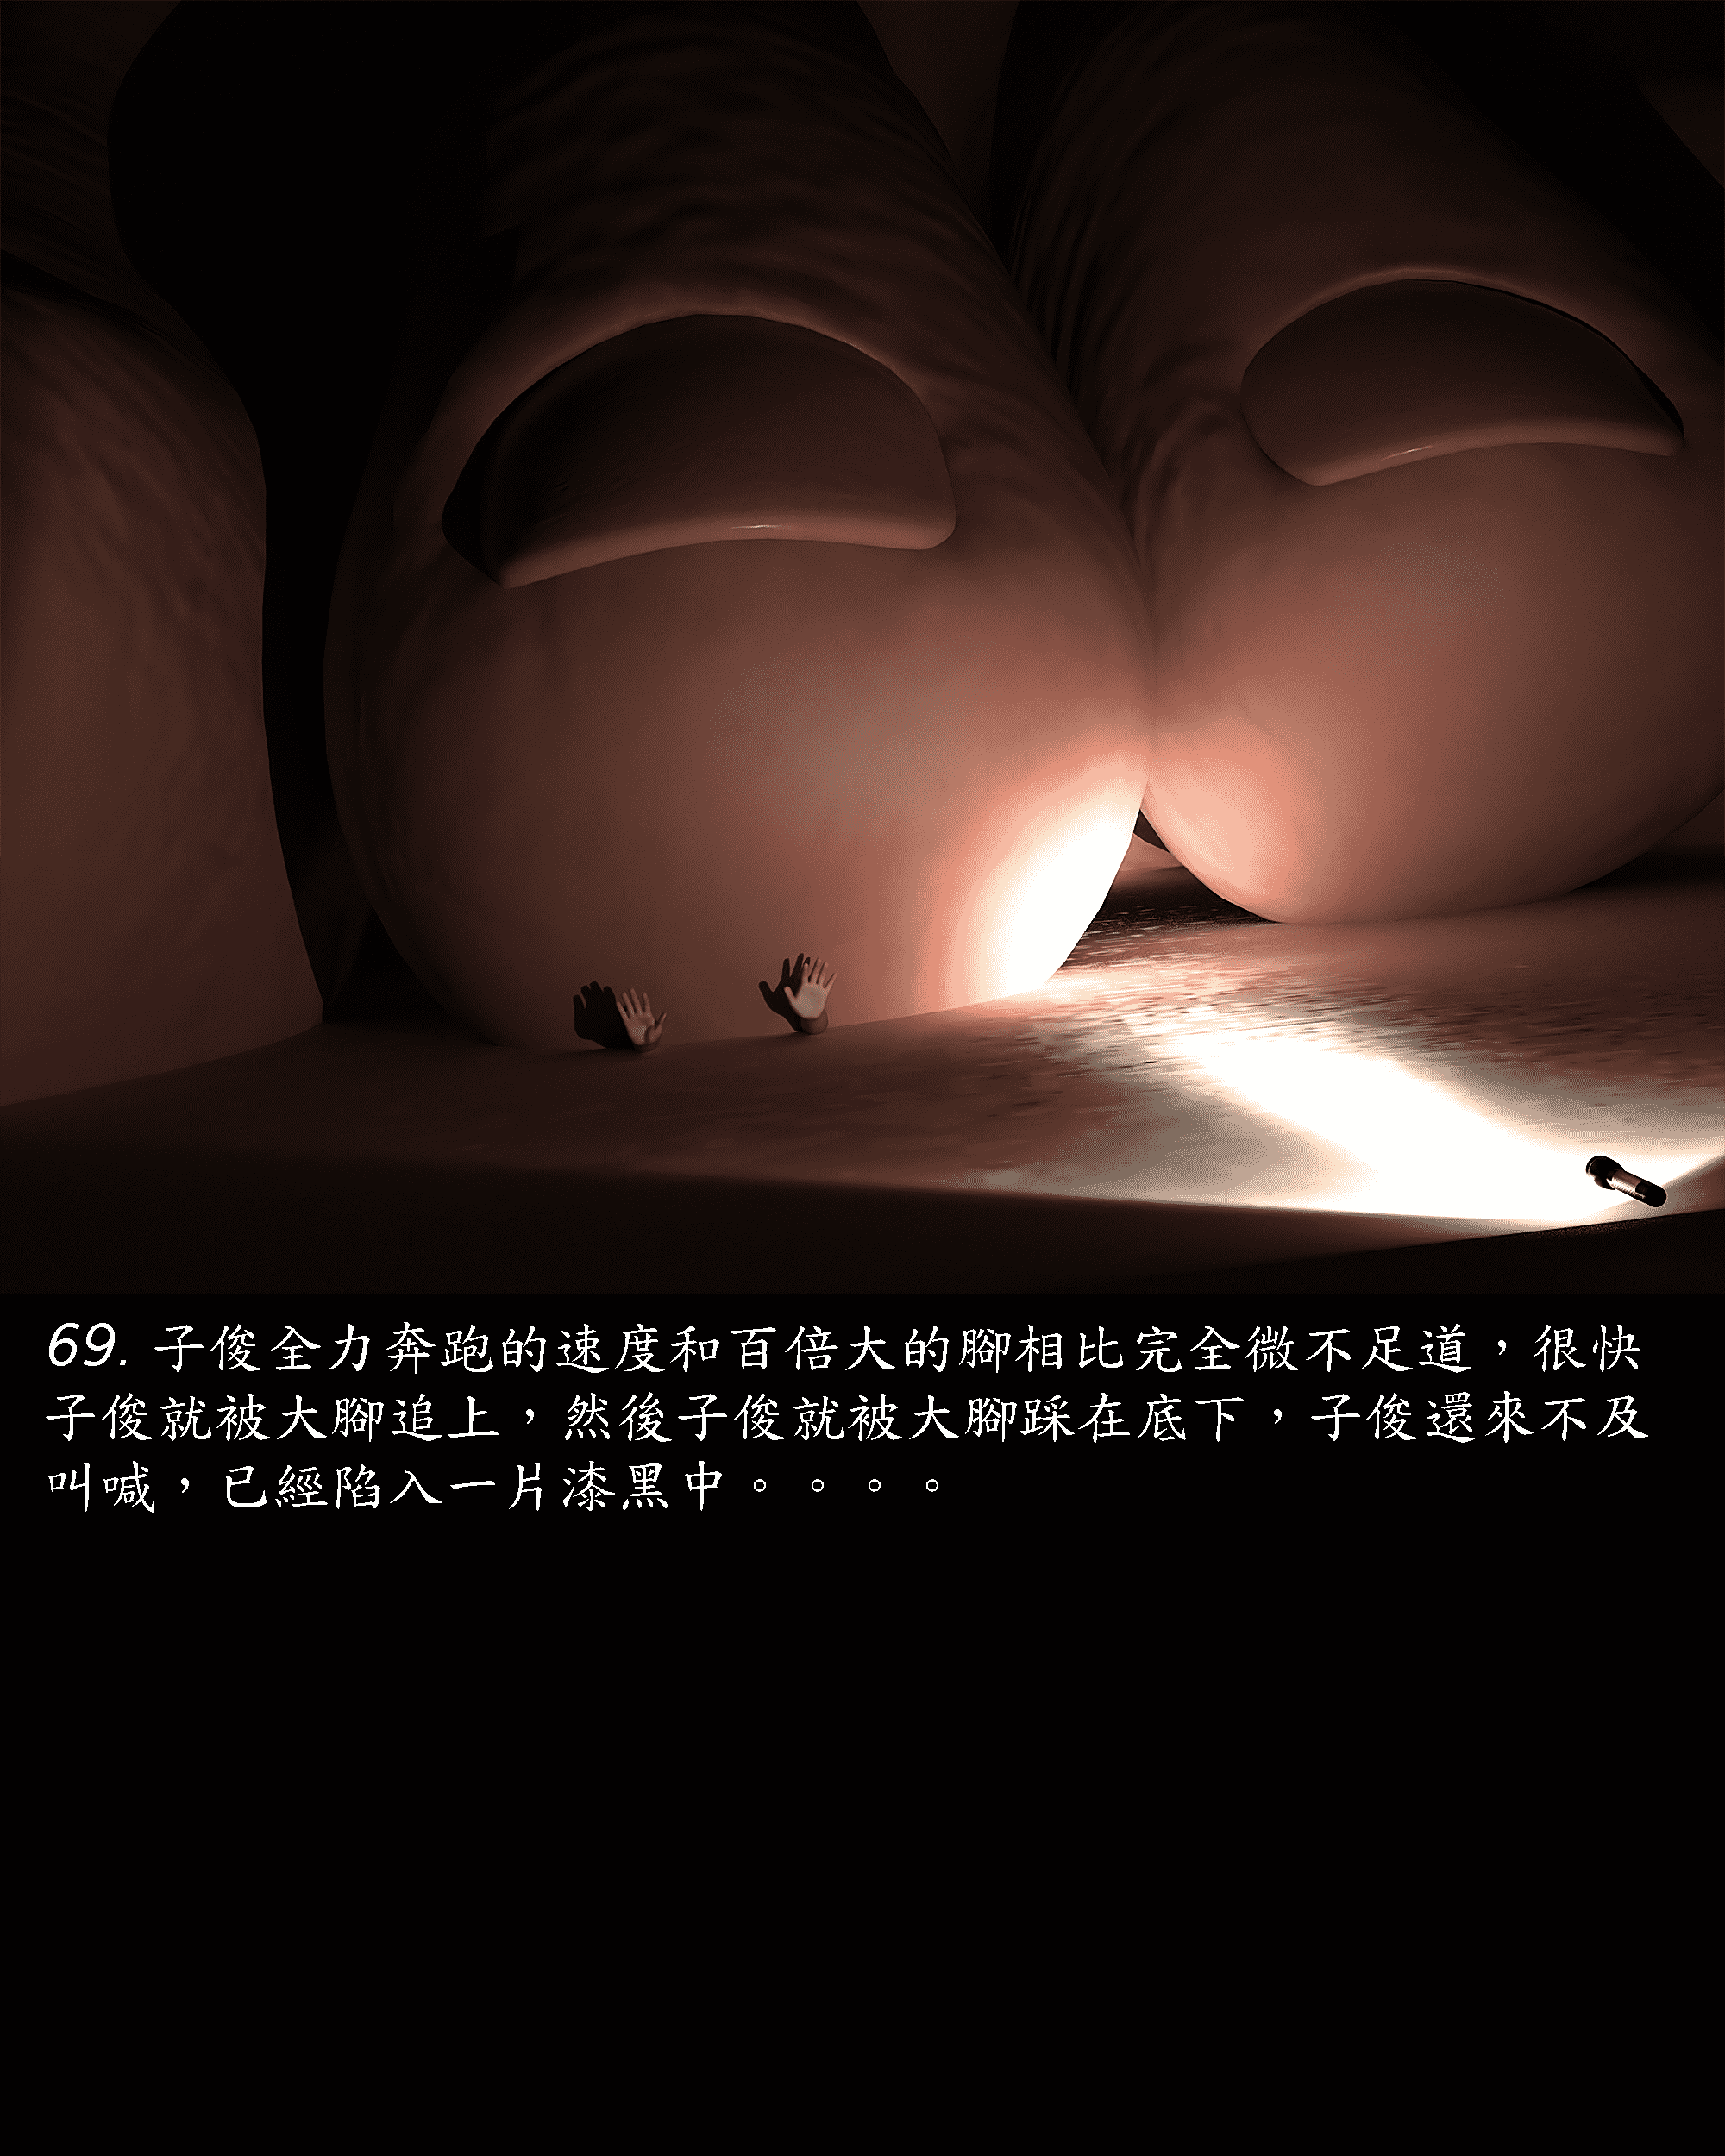 69. 子俊全力奔跑的速度和百倍大的腳相比完全微不足道，很快
子俊就被大腳追上，然後子俊就被大腳踩在底下，子俊還來不及
叫喊，已經陷入一片漆黑中。。。。